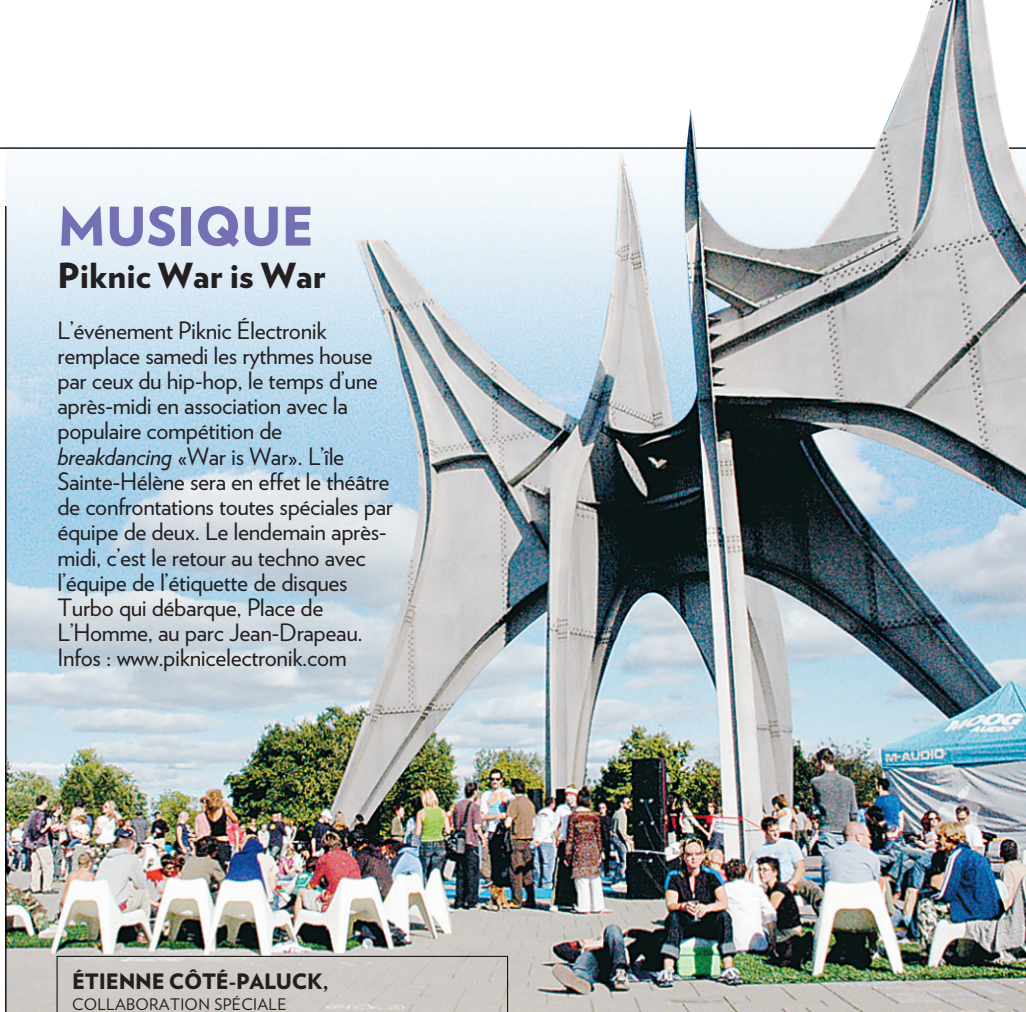 MUSIQUE
Piknic War is War
L'événement Piknic Électronik
remplace samedi les rythmes house
par ceux du hip-hop, le temps d'une
après-midi en association avec la
populaire compétition de
breakdancing «War is War». L'île
Sainte-Hélène sera en effet le théâtre
de confrontations toutes spéciales par
équipe de deux. Le lendemain après-
midi, c'est le retour au techno avec
l'équipe de l'étiquette de disques
Turbo qui débarque, Place de
L'Homme, au parc Jean-Drapeau.
Infos : www.piknicelectronik.com
MOOG
AUDIO
M-AUDIO
ÉTIENNE CÔTÉ-PALUCK,
COLLABORATION SPÉCIALE